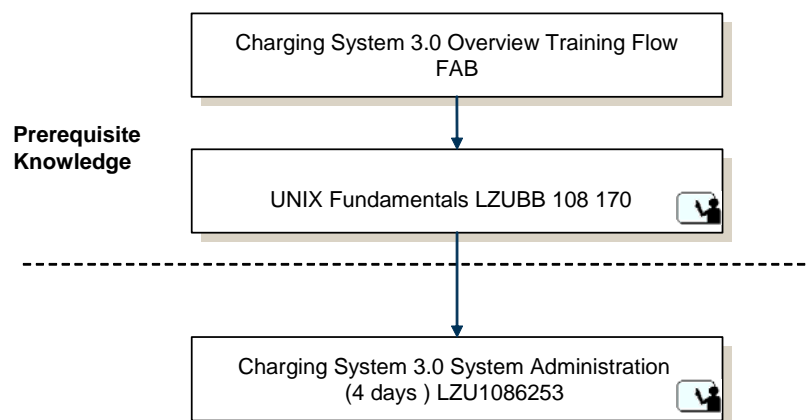 Charging System 3.0 Overview Training Flow
FAB
Prerequisite
Knowledge
UNIX Fundamentals LZUBB 108 170
Charging System 3.0 System Administration
(4 days ) LZU1086253